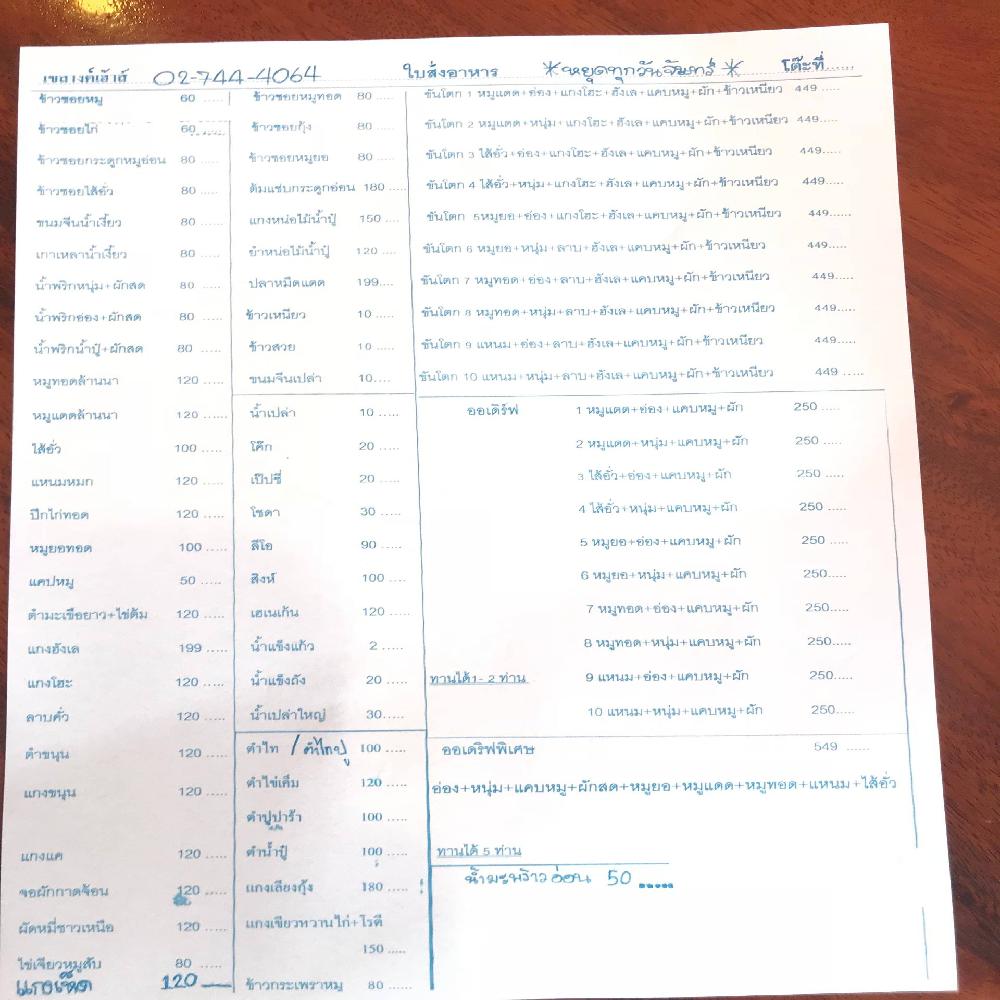 เขลางค์เฮ้าส์ 02-744-4064 ใบสั่งอาหาร *หยุดทุกวันจันทร์* โต๊ะที่......
ข้าวซอยหมู 60 .....
ข้าวซอยไก่ 60 .....
ข้าวซอยกระดูกหมูอ่อน 80 .....
ข้าวซอยไส้อั่ว 80 .....
ขนมจีนน้ำเงี้ยว 80 .....
เกาเหลาน้ำเงี้ยว 80 .....
น้ำพริกหนุ่ม+ผักสด 80 .....
น้ำพริกอ่อง+ผักสด 80 .....
น้ำพริกน้ำปู๋+ผักสด 80 .....
หมูทอดล้านนา 120 .....
หมูแดดล้านนา 120 ......
ไส้อั่ว 100 .....
แหนมหมก 120 .....
ปีกไก่ทอด 120 .....
หมูยอทอด 100 .....
แคปหมู 50 .....
ตำมะเขือยาว+ไข่ต้ม 120 .....
แกงฮังเล 199 .....
แกงโฮะ 120 .....
ลาบคั่ว 120 .....
ตำขนุน 120 .....
แกงขนุน 120 .....
แกงแค 120 .....
จอผักกาดจ้อน 120 .....
ผัดหมี่ชาวเหนือ 120 .....
ไข่เจียวหมูสับ 80 .....
แกงเห็ด 120
ข้าวซอยหมูทอด 80 .....
ข้าวซอยกุ้ง 80 .....
ข้าวซอยหมูยอ 80 .....
ต้มแซ่บกระดูกอ่อน 180 .....
แกงหน่อไม้น้ำปู๋ 150 ....
ยำหน่อไม้น้ำปู๋ 120 ....
ปลาหมึกแดด 199....
ข้าวเหนียว 10 .....
ข้าวสวย 10 .....
ขนมจีนเปล่า 10....
น้ำเปล่า 10 .....
โค๊ก 20 .....
เป๊ปซี่ 20 .....
โซดา 30 .....
ลีโอ 90 .....
สิงห์ 100 ....
เฮเนเก้น 120 .....
น้ำแข็งแก้ว 2 .....
น้ำแข็งถัง 20 .....
น้ำเปล่าใหญ่ 30.....
ตำไท / ตำไทปู 100 .....
ตำไข่เค็ม 120 .....
ตำปูปาร้า 100 .....
ตำน้ำปู๋ 100 .....
แกงเลียงกุ้ง 180 .....
แกงเขียวหวานไก่+โรตี
150 .....
ข้าวกระเพราหมู 80 .....
ขันโตก 1 หมูแดด+อ่อง+แกงโฮะ+ฮังเล+แคบหมู+ผัก+ข้าวเหนียว 449 .....
ขันโตก 2 หมูแดด+หนุ่ม+แกงโฮะ+ฮังเล+แคบหมู+ผัก+ข้าวเหนียว 449.....
ขันโตก 3 ไส้อั่ว+อ่อง+แกงโฮะ+ฮังเล+แคบหมู+ผัก+ข้าวเหนียว 449.....
ขันโตก 4 ไส้อั่ว+หนุ่ม+แกงโฮะ+ฮังเล+แคบหมู+ผัก+ข้าวเหนียว 449.....
ขันโตก 5หมูยอ+อ่อง+แกงโฮะ+ฮังเล+แคบหมู+ผัก+ข้าวเหนียว 449.....
ขันโตก 6 หมูยอ+หนุ่ม+ลาบ+ฮังเล+แคบหมู+ผัก+ข้าวเหนียว 449.....
ขันโตก 7 หมูทอด+อ่อง+ลาบ+ฮังเล+แคบหมู+ผัก+ข้าวเหนียว 449.....
ขันโตก 8 หมูทอด+หนุ่ม+ลาบ+ฮังเล+แคบหมู+ผัก+ข้าวเหนียว 449.....
ขันโตก 9 แหนม+อ่อง+ลาบ+ฮังเล+แคบหมู+ผัก+ข้าวเหนียว 449.....
ขันโตก 10 แหนม+หนุ่ม+ลาบ+ฮังเล+แคบหมู+ผัก+ข้าวเหนียว 449 .....
ออเดิร์ฟ 1 หมูแดด+อ่อง+แคบหมู+ผัก 250 .....
2 หมูแดด+หนุ่ม+แคบหมู+ผัก 250 .....
3 ไส้อั่ว+อ่อง+แคบหมู+ผัก 250.....
4 ไส้อั่ว+หนุ่ม+แคบหมู+ผัก 250 .....
5 หมูยอ+อ่อง+แคบหมู+ผัก 250 .....
6 หมูยอ+หนุ่ม+แคบหมู+ผัก 250.....
7 หมูทอด+อ่อง+แคบหมู+ผัก 250.....
8 หมูทอด+หนุ่ม+แคบหมู+ผัก 250.....
ทานได้1- 2 ท่าน 9 แหนม+อ่อง+แคบหมู+ผัก 250.....
10 แหนม+หนุ่ม+แคบหมู+ผัก 250.....
ออเดิร์ฟพิเศษ 549 ......
อ่อง+หนุ่ม+แคบหมู+ผักสด+หมูยอ+หมูแดด+หมูทอด+แหนม+ไส้อั่ว
ทานได้ 5 ท่าน
น้ำมะพร้าวอ่อน 50 .....